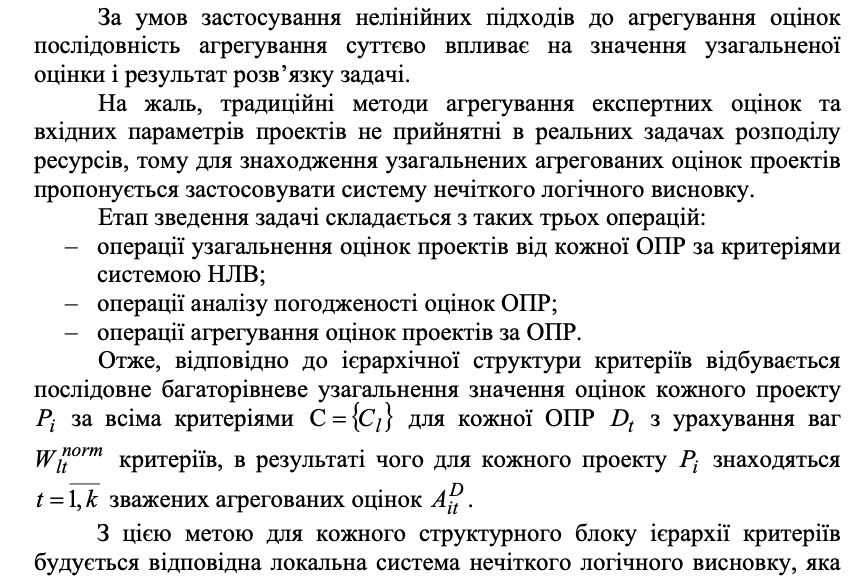 За умов застосування нелінійних підходів до агрегування оцінок
послідовність агрегування суттєво впливає на значення узагальненої
оцінки і результат розв’язку задачі.
На жаль, традиційні методи агрегування експертних оцінок та
вхідних параметрів проектів не прийнятні в реальних задачах розподілу
ресурсів, тому для знаходження узагальнених агрегованих оцінок проектів
пропонується застосовувати систему нечіткого логічного висновку.
Етап зведення задачі складається з таких трьох операцій:
– операції узагальнення оцінок проектів від кожної ОПР за критеріями
системою НЛВ;
– операції аналізу погодженості оцінок ОПР;
– операції агрегування оцінок проектів за ОПР.
Отже, відповідно до ієрархічної структури критеріїв відбувається
послідовне багаторівневе узагальнення значення оцінок кожного проекту
$P_i$ за всіма критеріями $C = \{C_l\}$ для кожної ОПР $D_t$ з урахування ваг
$W_{lt}^{norm}$ критеріїв, в результаті чого для кожного проекту $P_i$ знаходяться
$t = \overline{1, k}$ зважених агрегованих оцінок $A_{it}^{D}$.
З цією метою для кожного структурного блоку ієрархії критеріїв
будується відповідна локальна система нечіткого логічного висновку, яка